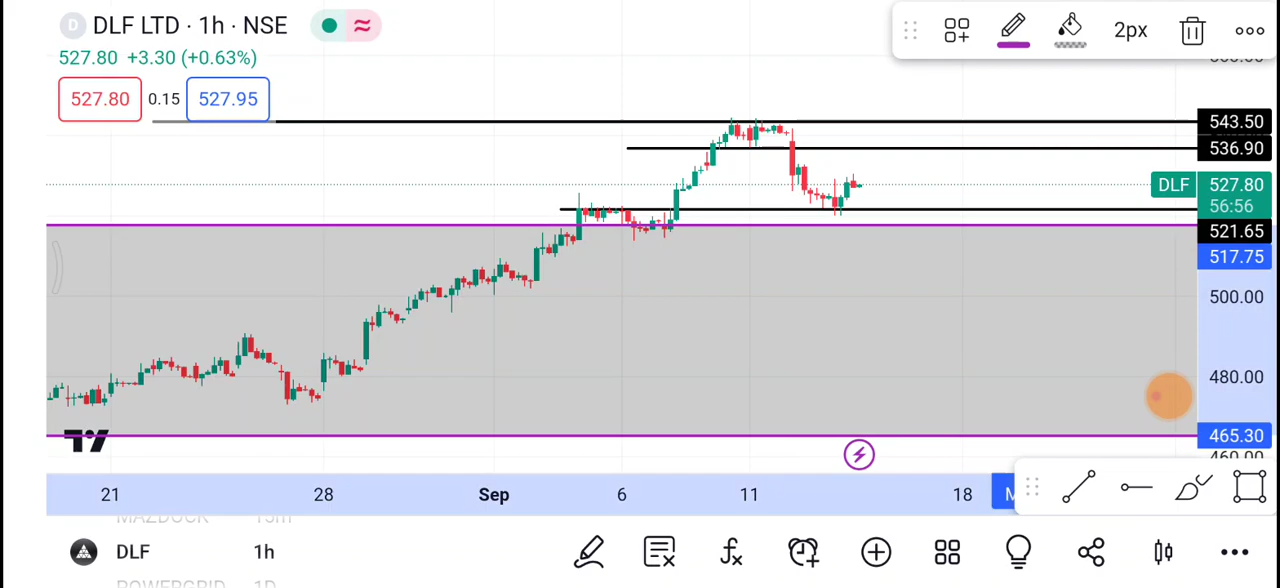 D DLF LTD · 1h · NSE
527.80 +3.30 (+0.63%)
527.80 0.15 527.95
2px
543.50
536.90
DLF 527.80
56:56
521.65
517.75
500.00
480.00
465.30
460.00
21 28 Sep 6 11 18
MAZDOCK 15m
DLF 1h
POWERGRID 1D